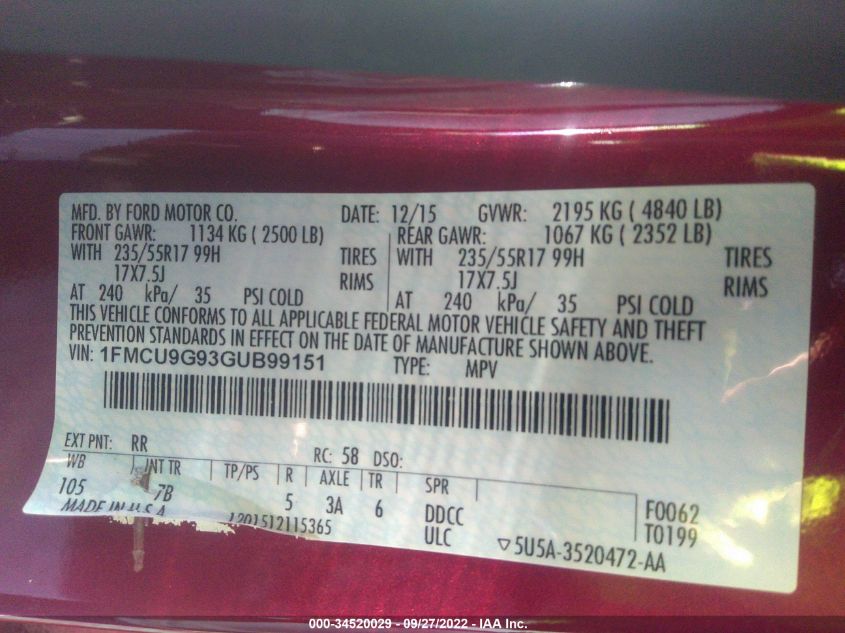 MFD. BY FORD MOTOR CO. DATE: 12/15 GVWR: 2195 KG ( 4840 LB)
FRONT GAWR: 1134 KG ( 2500 LB) REAR GAWR: 1067 KG ( 2352 LB)
WITH 235/55R17 99H TIRES WITH 235/55R17 99H TIRES
17X7.5J RIMS 17X7.5J RIMS
AT 240 kPa/ 35 PSI COLD AT 240 kPa/ 35 PSI COLD
THIS VEHICLE CONFORMS TO ALL APPLICABLE FEDERAL MOTOR VEHICLE SAFETY AND THEFT
PREVENTION STANDARDS IN EFFECT ON THE DATE OF MANUFACTURE SHOWN ABOVE.
VIN: 1FMCU9G93GUB99151 TYPE: MPV
EXT PNT: RR RC: 58 DSO:
WB INT TR TP/PS R AXLE TR SPR
105 7B 5 3A 6 DDCC F0062
MADE IN U.S.A. 1201512115365 ULC T0199
▽5U5A-3520472-AA
000-34520029 - 09/27/2022 - IAA Inc.